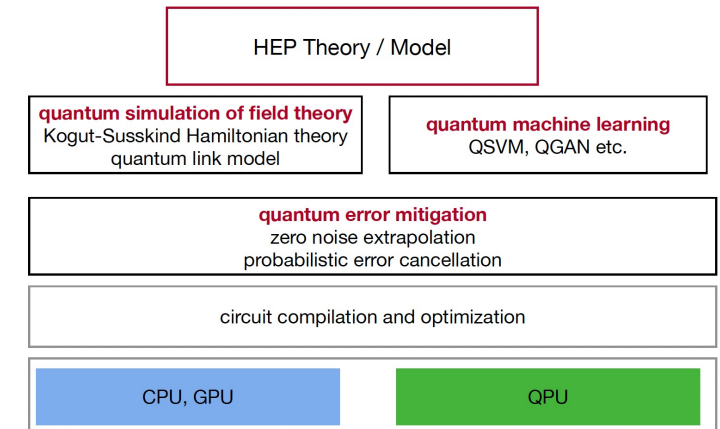 HEP Theory / Model
quantum simulation of field theory
Kogut-Susskind Hamiltonian theory
quantum link model
quantum machine learning
QSVM, QGAN etc.
quantum error mitigation
zero noise extrapolation
probabilistic error cancellation
circuit compilation and optimization
CPU, GPU
QPU